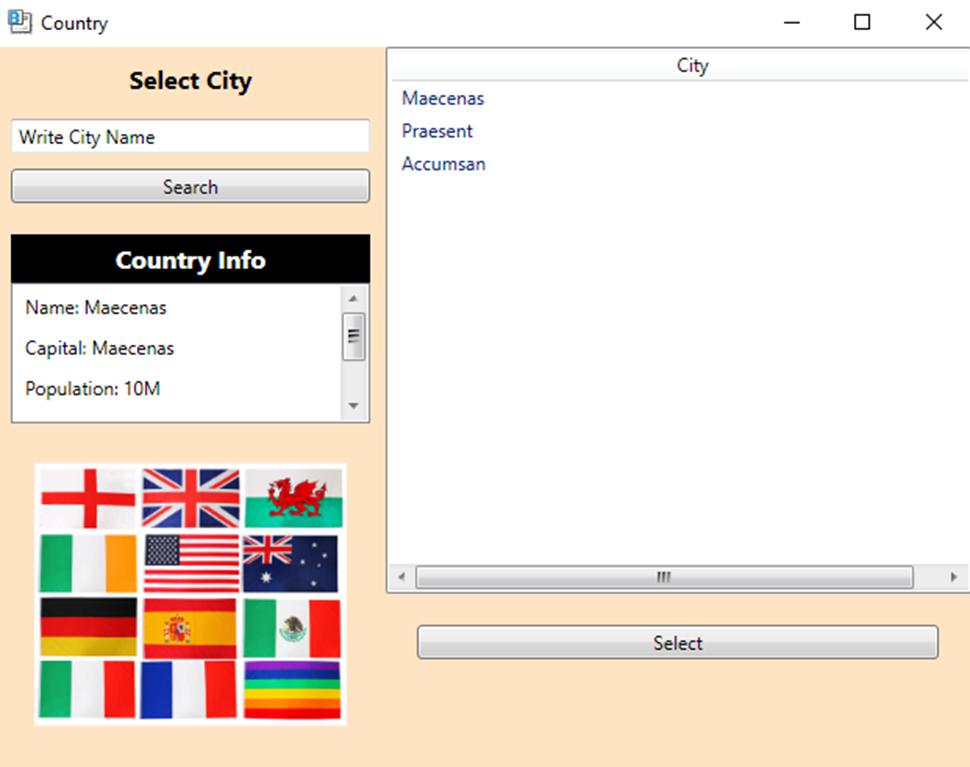 Country
Select City
Write City Name
Search
Country Info
Name: Maecenas
Capital: Maecenas
Population: 10M
City
Maecenas
Praesent
Accumsan
Select